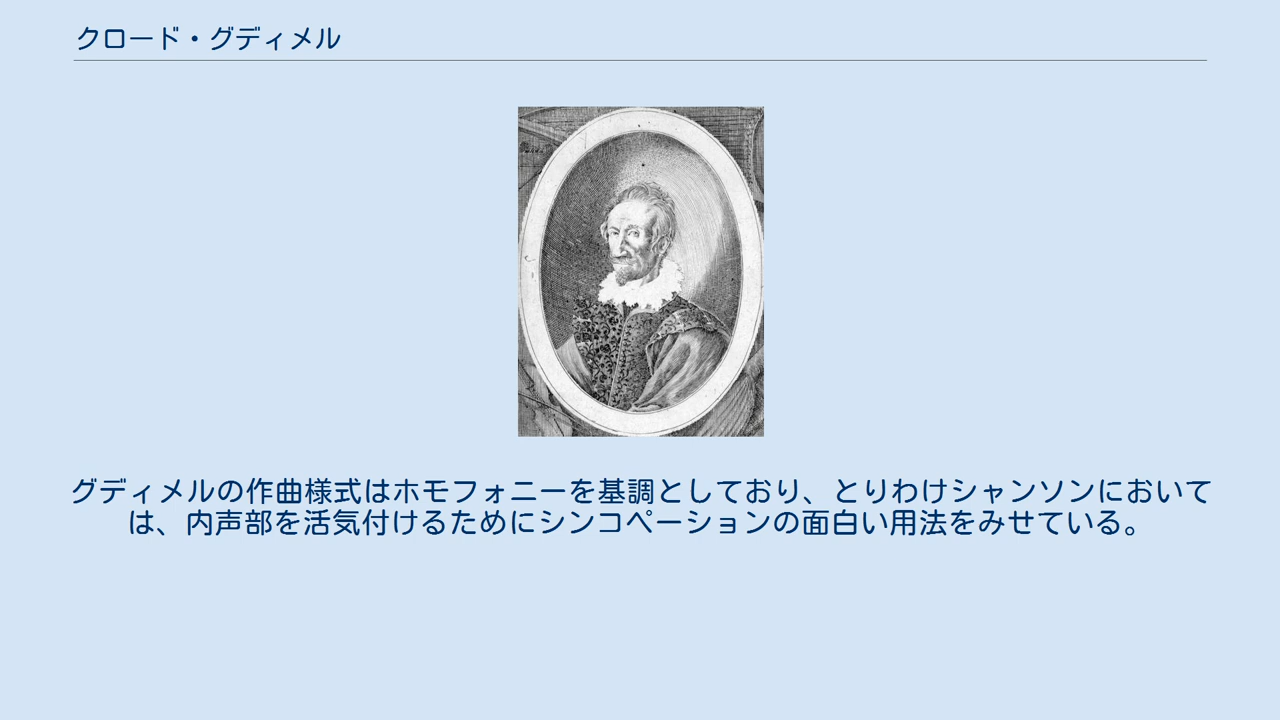 クロード・グディメル
グディメルの作曲様式はホモフォニーを基調としており、とりわけシャンソンにおいて
は、内声部を活気付けるためにシンコペーションの面白い用法をみせている。